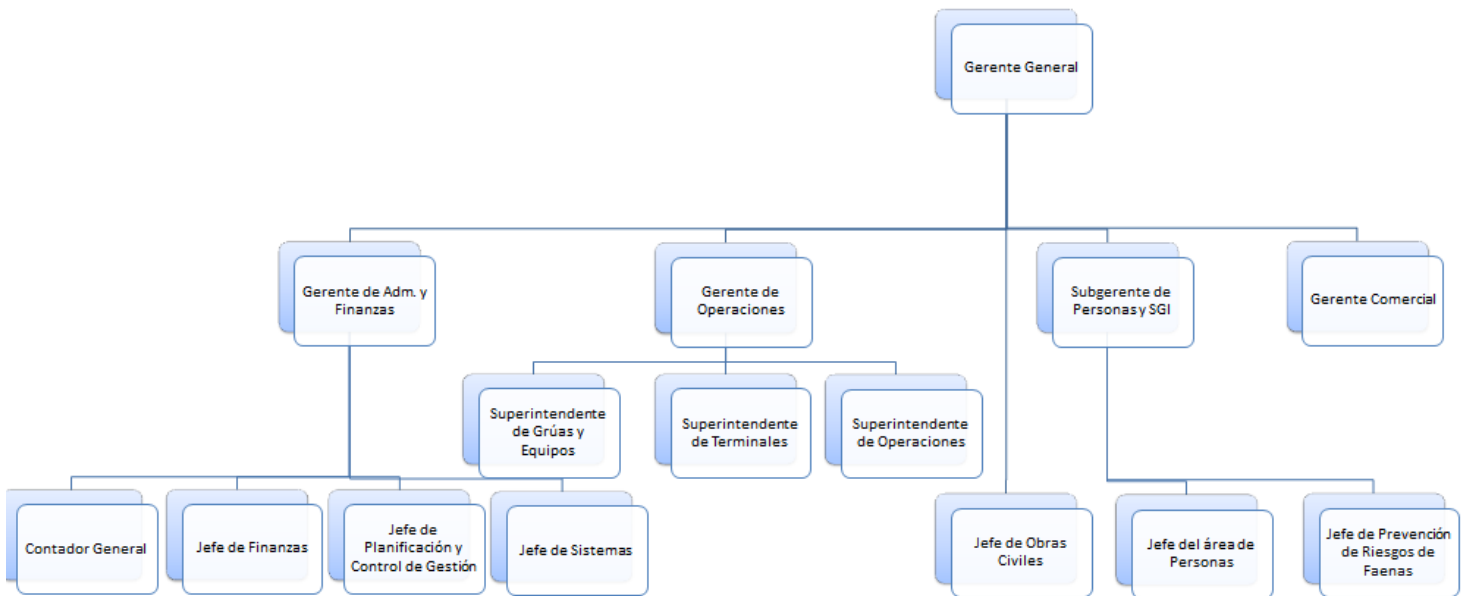 Gerente General
Gerente de Adm. y
Finanzas
Gerente de
Operaciones
Subgerente de
Personas y SGI
Gerente Comercial
Superintendente
de Grúas y
Equipos
Superintendente
de Terminales
Superintendente
de Operaciones
Contador General
Jefe de Finanzas
Jefe de
Planificación y
Control de Gestión
Jefe de Sistemas
Jefe de Obras
Civiles
Jefe del área de
Personas
Jefe de Prevención
de Riesgos de
Faenas